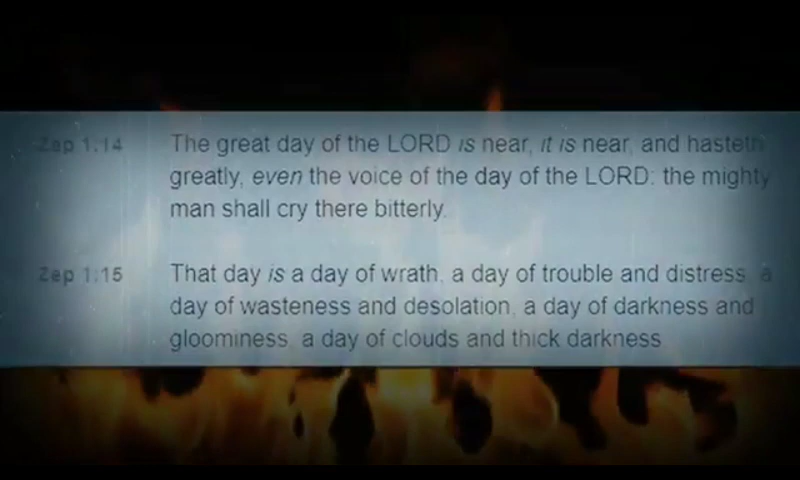 Zep 1:14 The great day of the LORD is near, it is near, and hasteth
greatly, even the voice of the day of the LORD: the mighty
man shall cry there bitterly.
Zep 1:15 That day is a day of wrath, a day of trouble and distress, a
day of wasteness and desolation, a day of darkness and
gloominess, a day of clouds and thick darkness